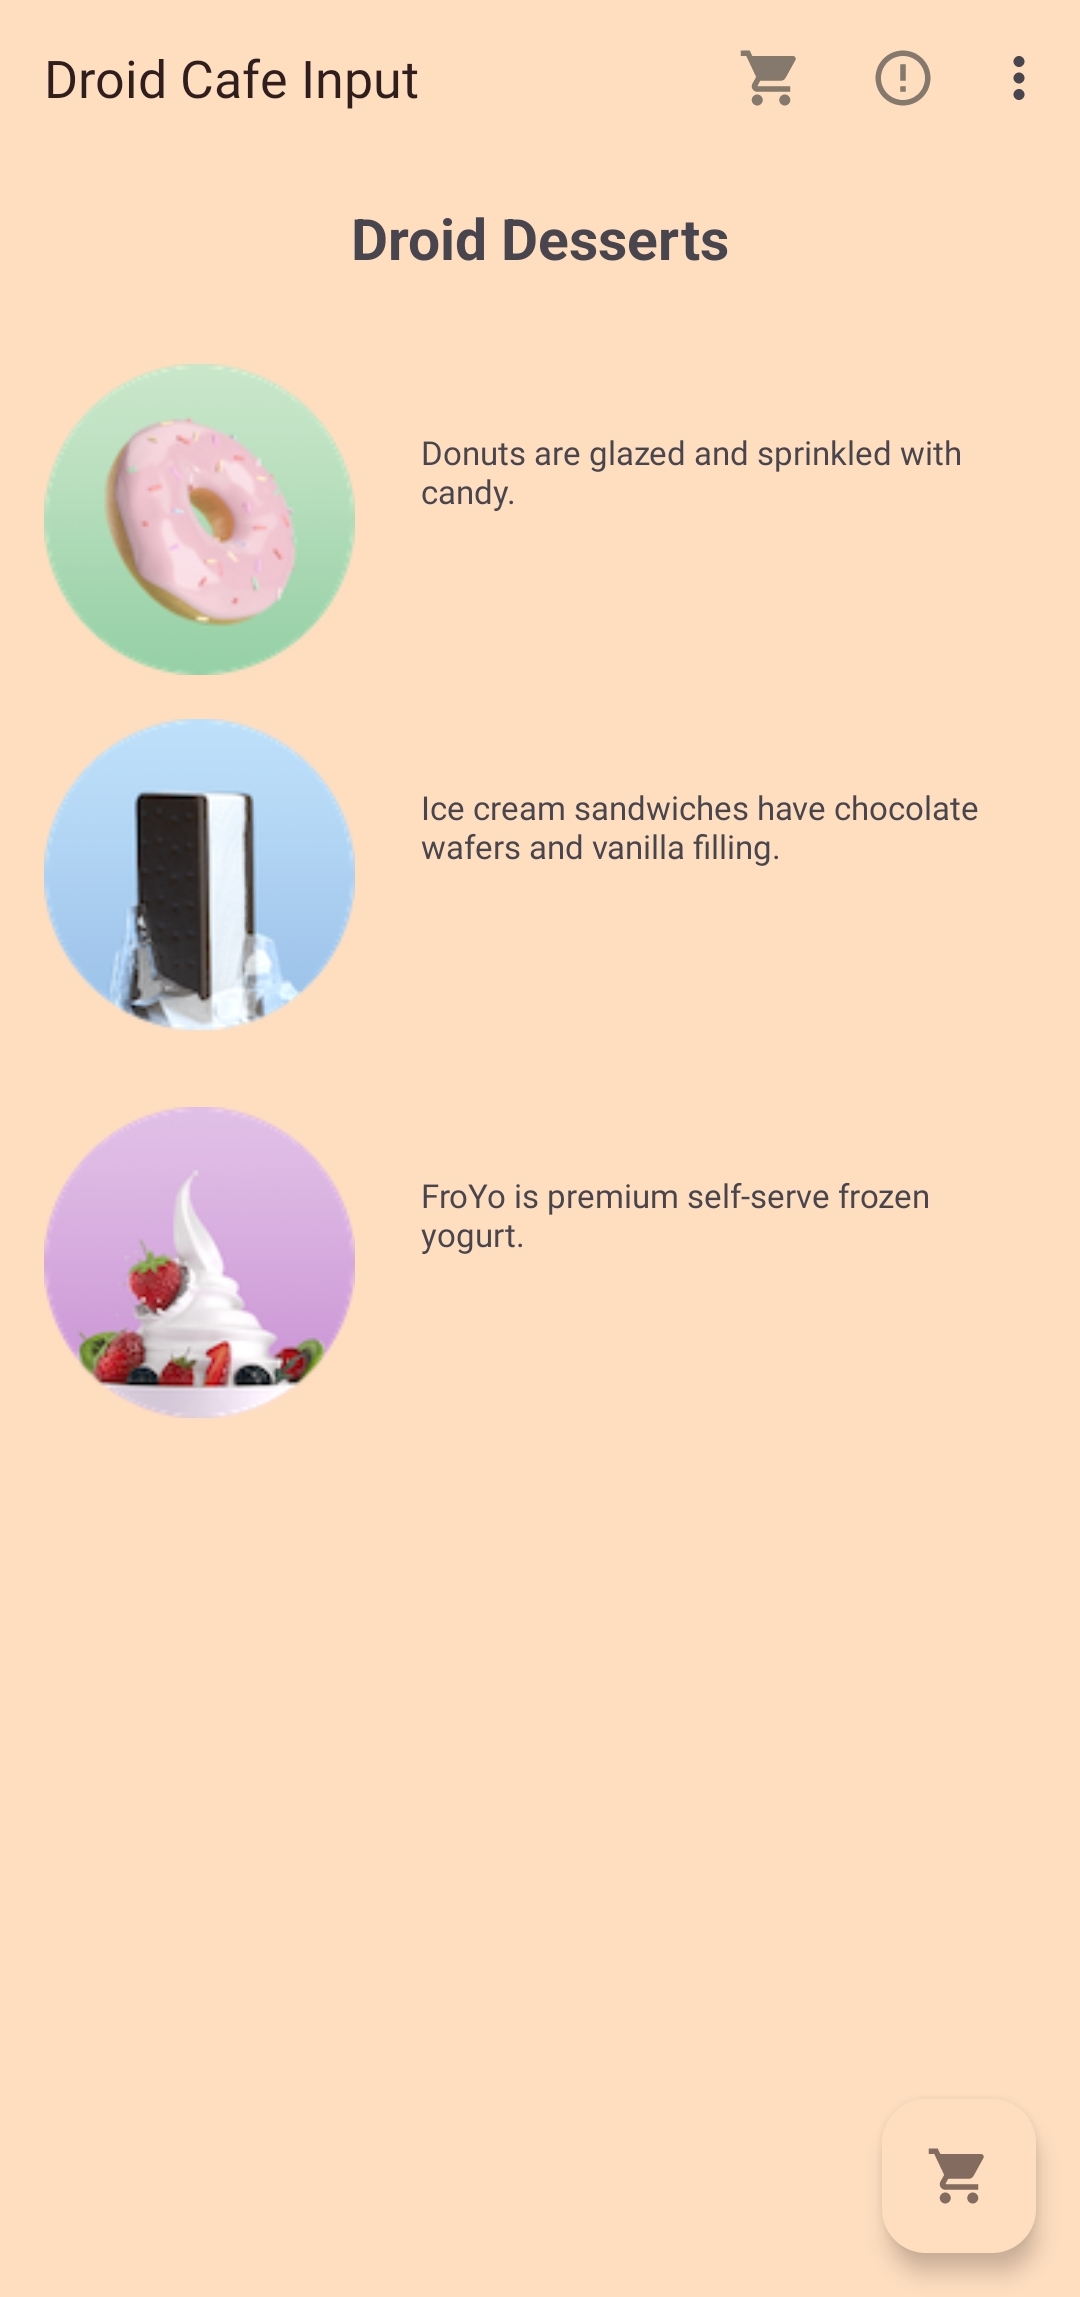 Droid Cafe Input
Droid Desserts
Donuts are glazed and sprinkled with
candy.
Ice cream sandwiches have chocolate
wafers and vanilla filling.
FroYo is premium self-serve frozen
yogurt.